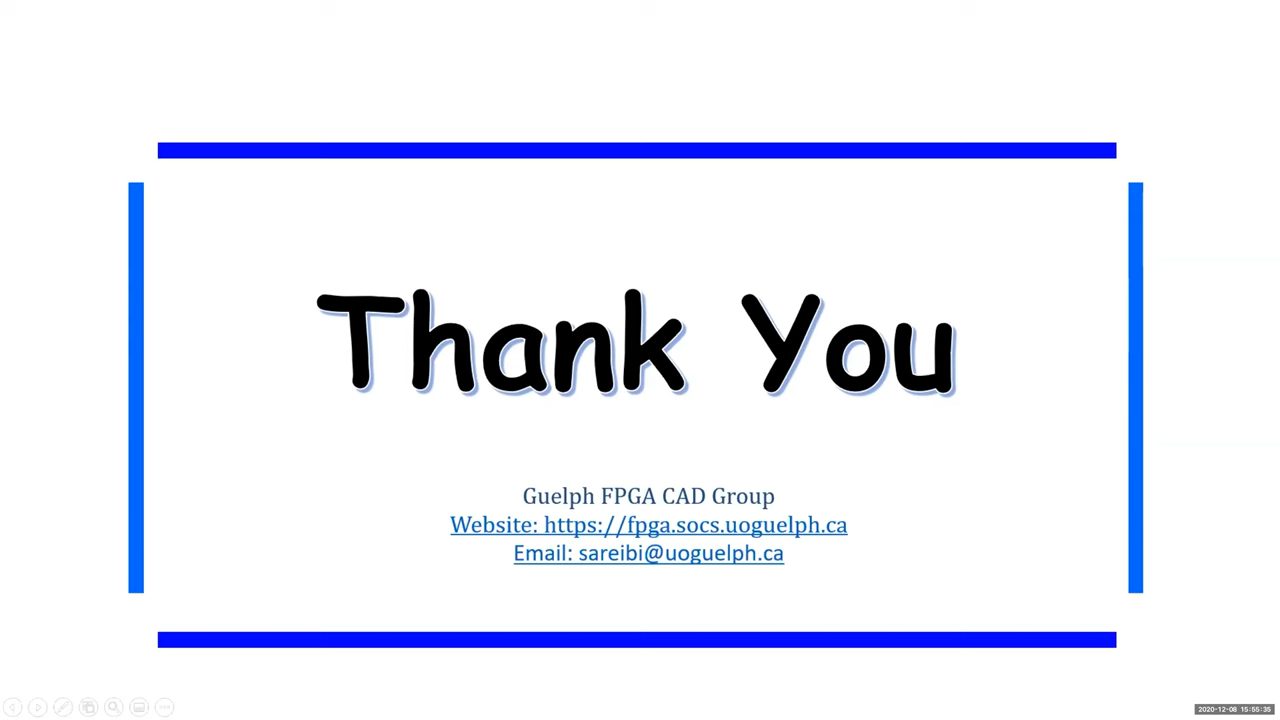 Thank You
Guelph FPGA CAD Group
Website: https://fpga.socs.uoguelph.ca
Email: sareibi@uoguelph.ca
2020-12-08 15:55:35